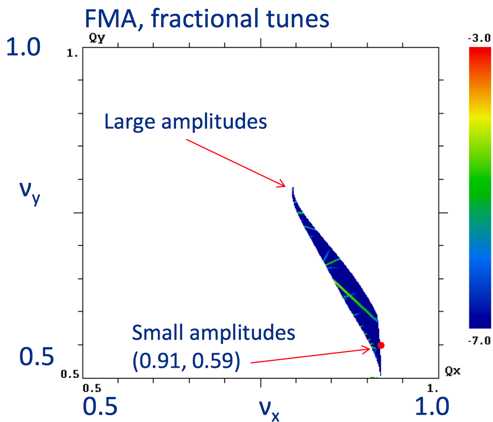 FMA, fractional tunes
1.0
Qy
1.
-3.0
Large amplitudes
νy
Small amplitudes
(0.91, 0.59)
-7.0
0.5
0.5
Qx
0.5
1.0
0.5
νx
1.0